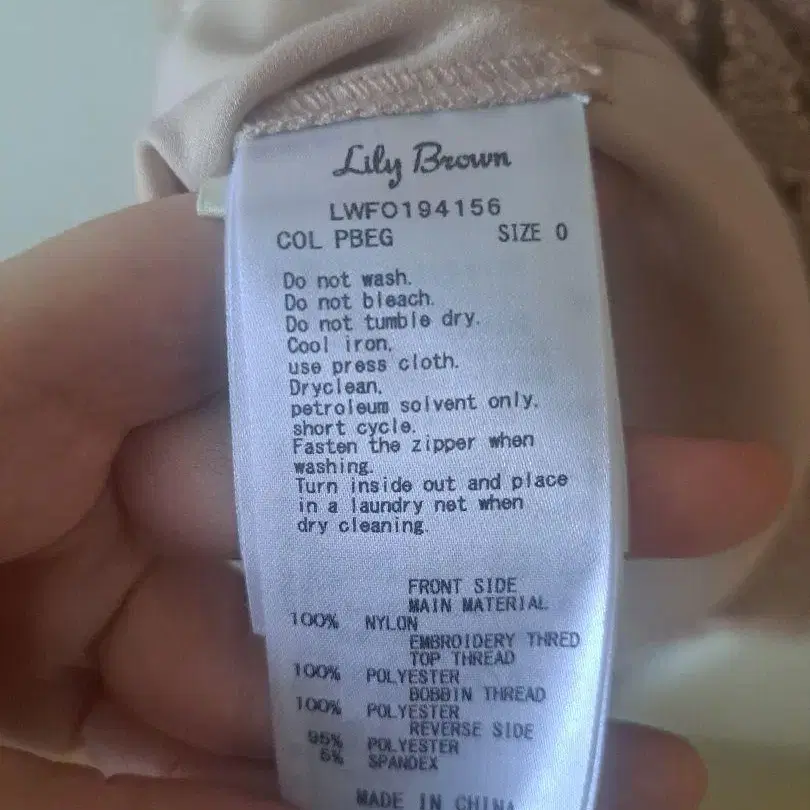 Lily Brown
LWFO194156
COL PBEG SIZE 0
Do not wash.
Do not bleach.
Do not tumble dry.
Cool iron,
use press cloth.
Dryclean,
petroleum solvent only.
short cycle.
Fasten the zipper when
washing.
Turn inside out and place
in a laundry net when
dry cleaning.
FRONT SIDE
MAIN MATERIAL
100% NYLON
EMBROIDERY THRED
TOP THREAD
100% POLYESTER
BOBBIN THREAD
100% POLYESTER
REVERSE SIDE
95% POLYESTER
5% SPANDEX
MADE IN CHINA